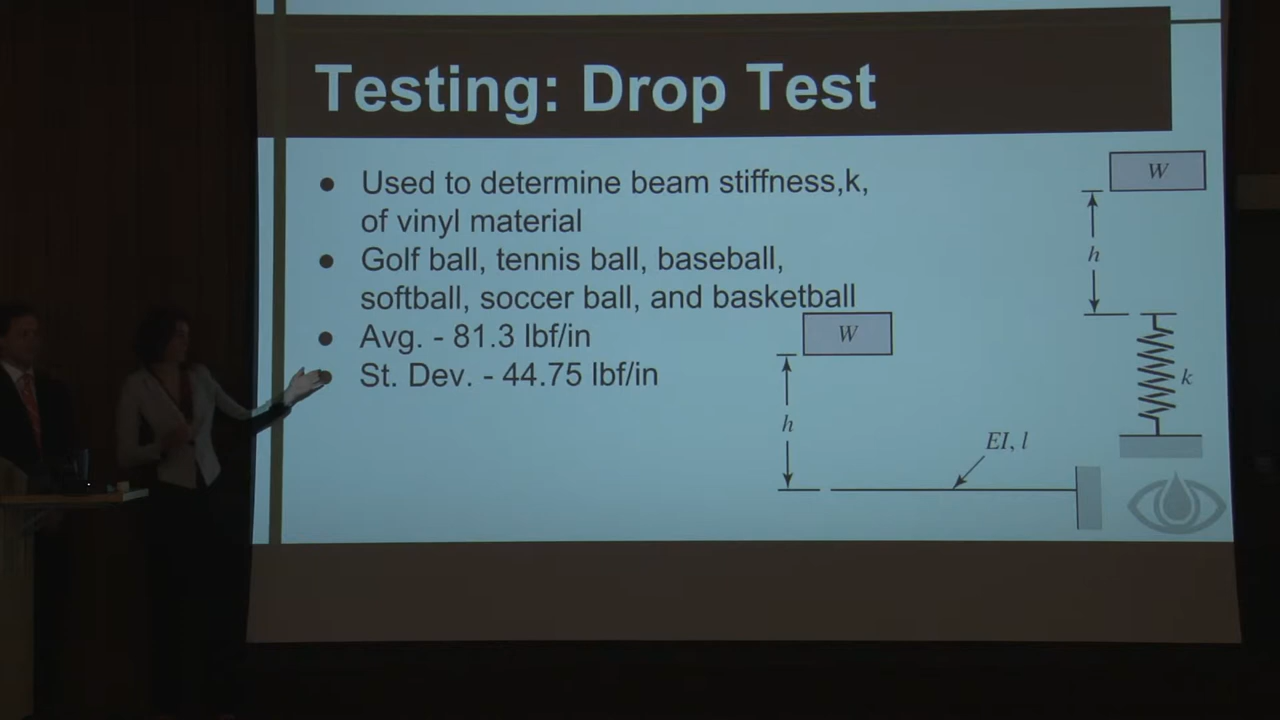 Testing: Drop Test
● Used to determine beam stiffness,k,
of vinyl material
● Golf ball, tennis ball, baseball,
softball, soccer ball, and basketball
● Avg. - 81.3 lbf/in
● St. Dev. - 44.75 lbf/in
W
h
k
W
h
EI, l